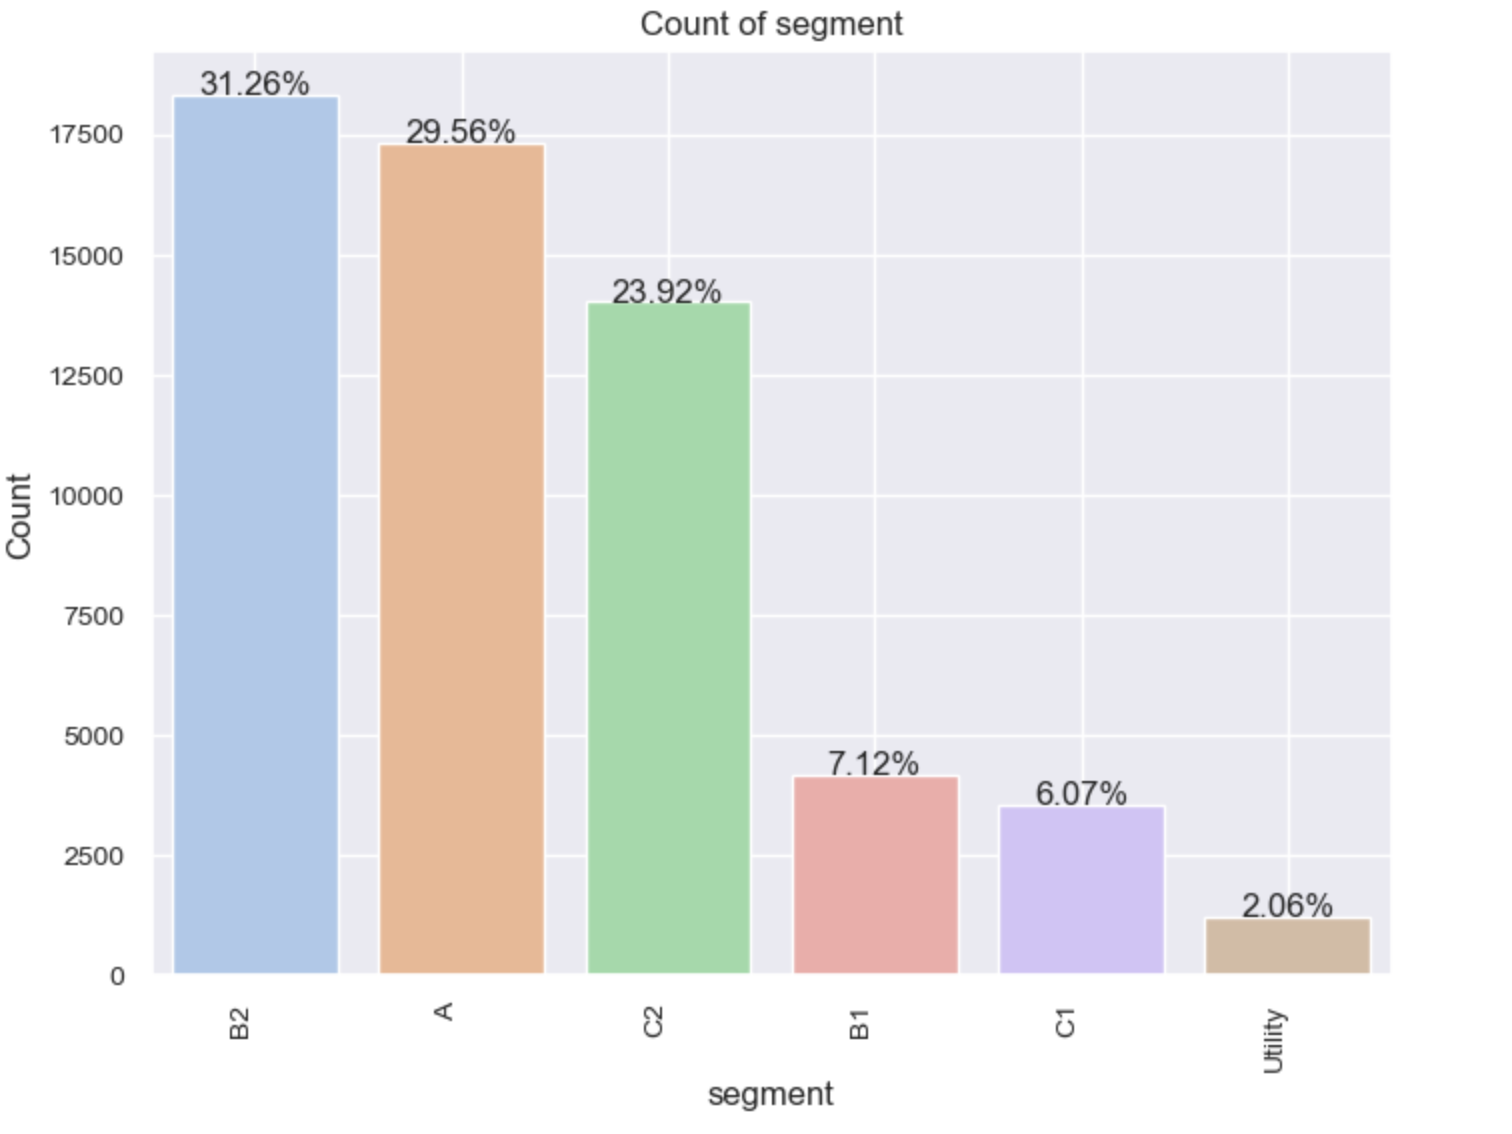 Count of segment
31.26%
29.56%
23.92%
7.12%
6.07%
2.06%
17500
15000
12500
10000
7500
5000
2500
0
Count
B2
A
C2
B1
C1
Utility
segment